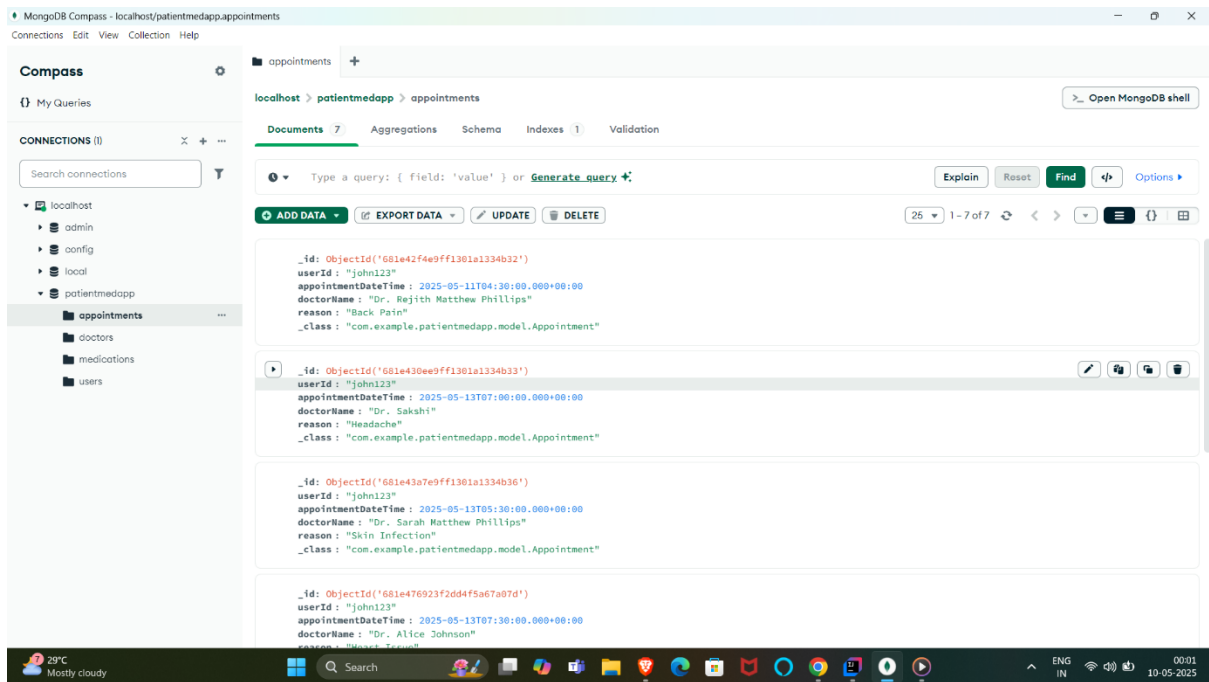 MongoDB Compass - localhost/patientmedapp.appointments
Connections Edit View Collection Help
Compass
{} My Queries
CONNECTIONS (1)
Search connections
localhost
admin
config
local
patientmedapp
appointments
doctors
medications
users
appointments
localhost > patientmedapp > appointments
>_ Open MongoDB shell
Documents 7 Aggregations Schema Indexes 1 Validation
Type a query: { field: 'value' } or Generate query
Explain Reset Find </> Options
ADD DATA EXPORT DATA UPDATE DELETE
25 1 – 7 of 7 {}
_id: ObjectId('681e42f4e9ff1301a1334b32')
userId : "john123"
appointmentDateTime : 2025-05-11T04:30:00.000+00:00
doctorName : "Dr. Rejith Matthew Phillips"
reason : "Back Pain"
_class : "com.example.patientmedapp.model.Appointment"
_id: ObjectId('681e430ee9ff1301a1334b33')
userId : "john123"
appointmentDateTime : 2025-05-13T07:00:00.000+00:00
doctorName : "Dr. Sakshi"
reason : "Headache"
_class : "com.example.patientmedapp.model.Appointment"
_id: ObjectId('681e43a7e9ff1301a1334b36')
userId : "john123"
appointmentDateTime : 2025-05-13T05:30:00.000+00:00
doctorName : "Dr. Sarah Matthew Phillips"
reason : "Skin Infection"
_class : "com.example.patientmedapp.model.Appointment"
_id: ObjectId('681e476923f2dd4f5a67a07d')
userId : "john123"
appointmentDateTime : 2025-05-13T07:30:00.000+00:00
doctorName : "Dr. Alice Johnson"
reason : "Heart Issue"
7
29°C
Mostly cloudy
Search
ENG
IN
00:01
10-05-2025